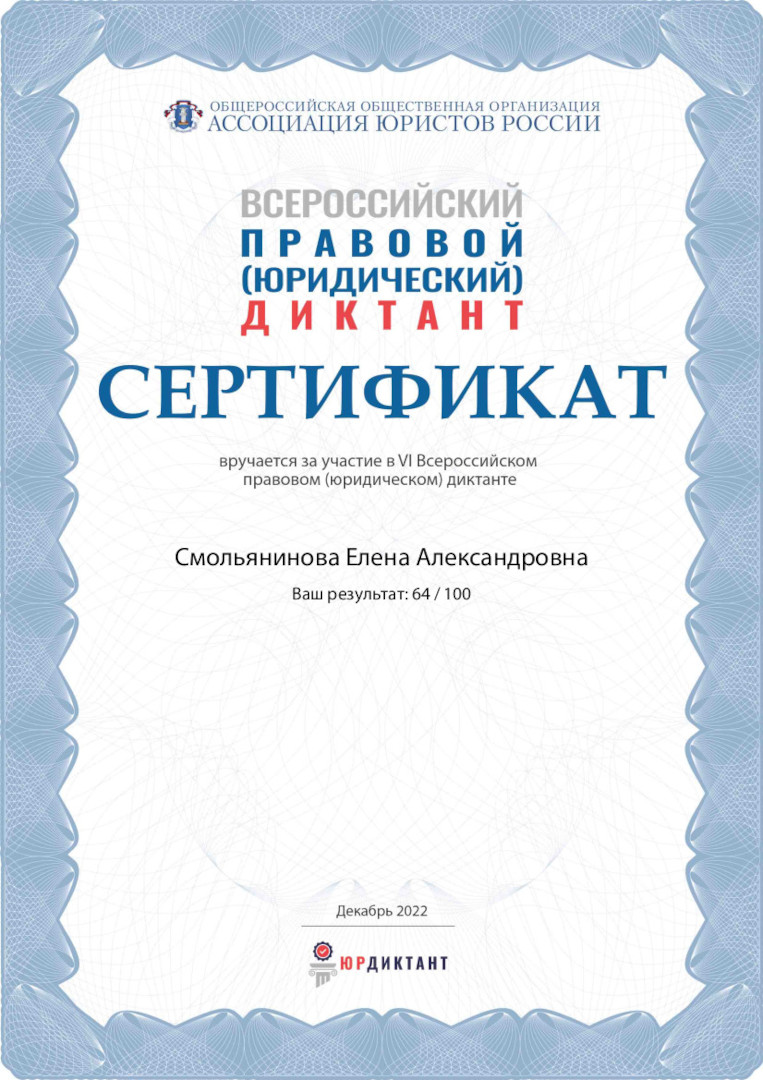 ОБЩЕРОССИЙСКАЯ ОБЩЕСТВЕННАЯ ОРГАНИЗАЦИЯ
АССОЦИАЦИЯ ЮРИСТОВ РОССИИ
ВСЕРОССИЙСКИЙ
ПРАВОВОЙ
(ЮРИДИЧЕСКИЙ)
ДИКТАНТ
СЕРТИФИКАТ
вручается за участие в VI Всероссийском
правовом (юридическом) диктанте
Смольянинова Елена Александровна
Ваш результат: 64 / 100
Декабрь 2022
ЮРДИКТАНТ